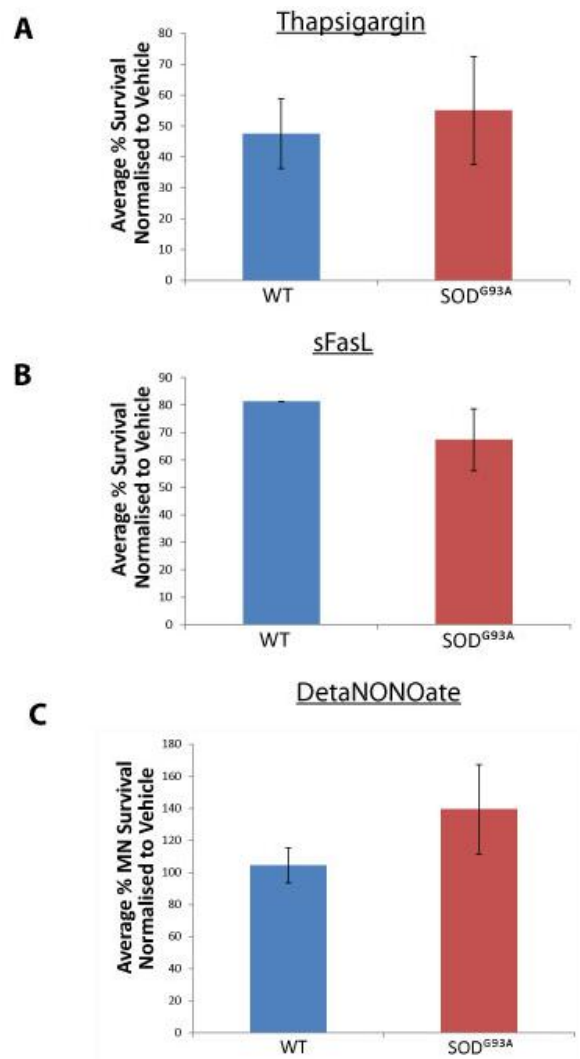 A
Thapsigargin
Average % Survival
Normalised to Vehicle
80
70
60
50
40
30
20
10
0
WT
SODG93A
B
sFasL
Average % Survival
Normalised to Vehicle
90
80
70
60
50
40
30
20
10
0
WT
SODG93A
C
DetaNONOate
Average % MN Survival
Normalised to Vehicle
180
160
140
120
100
80
60
40
20
0
WT
SODG93A